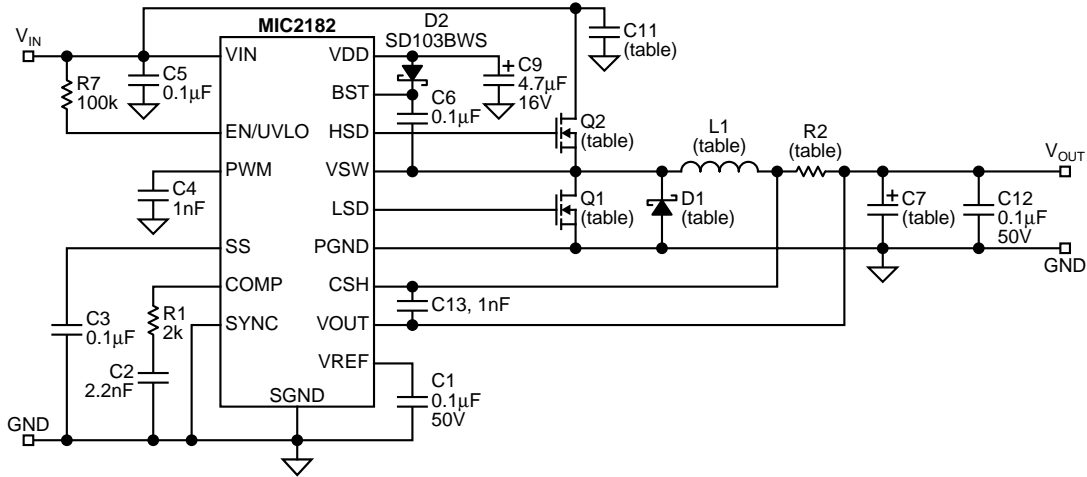 MIC2182
D2
SD103BWS
C11
(table)
VIN
VIN
VDD
C5
0.1µF
R7
100k
C9
4.7µF
16V
BST
C6
0.1µF
EN/UVLO
HSD
Q2
(table)
L1
(table)
R2
(table)
PWM
VSW
VOUT
C4
1nF
LSD
Q1
(table)
D1
(table)
C7
(table)
C12
0.1µF
50V
SS
PGND
GND
COMP
CSH
C13, 1nF
C3
0.1µF
R1
2k
SYNC
VOUT
C2
2.2nF
VREF
C1
0.1µF
50V
SGND
GND